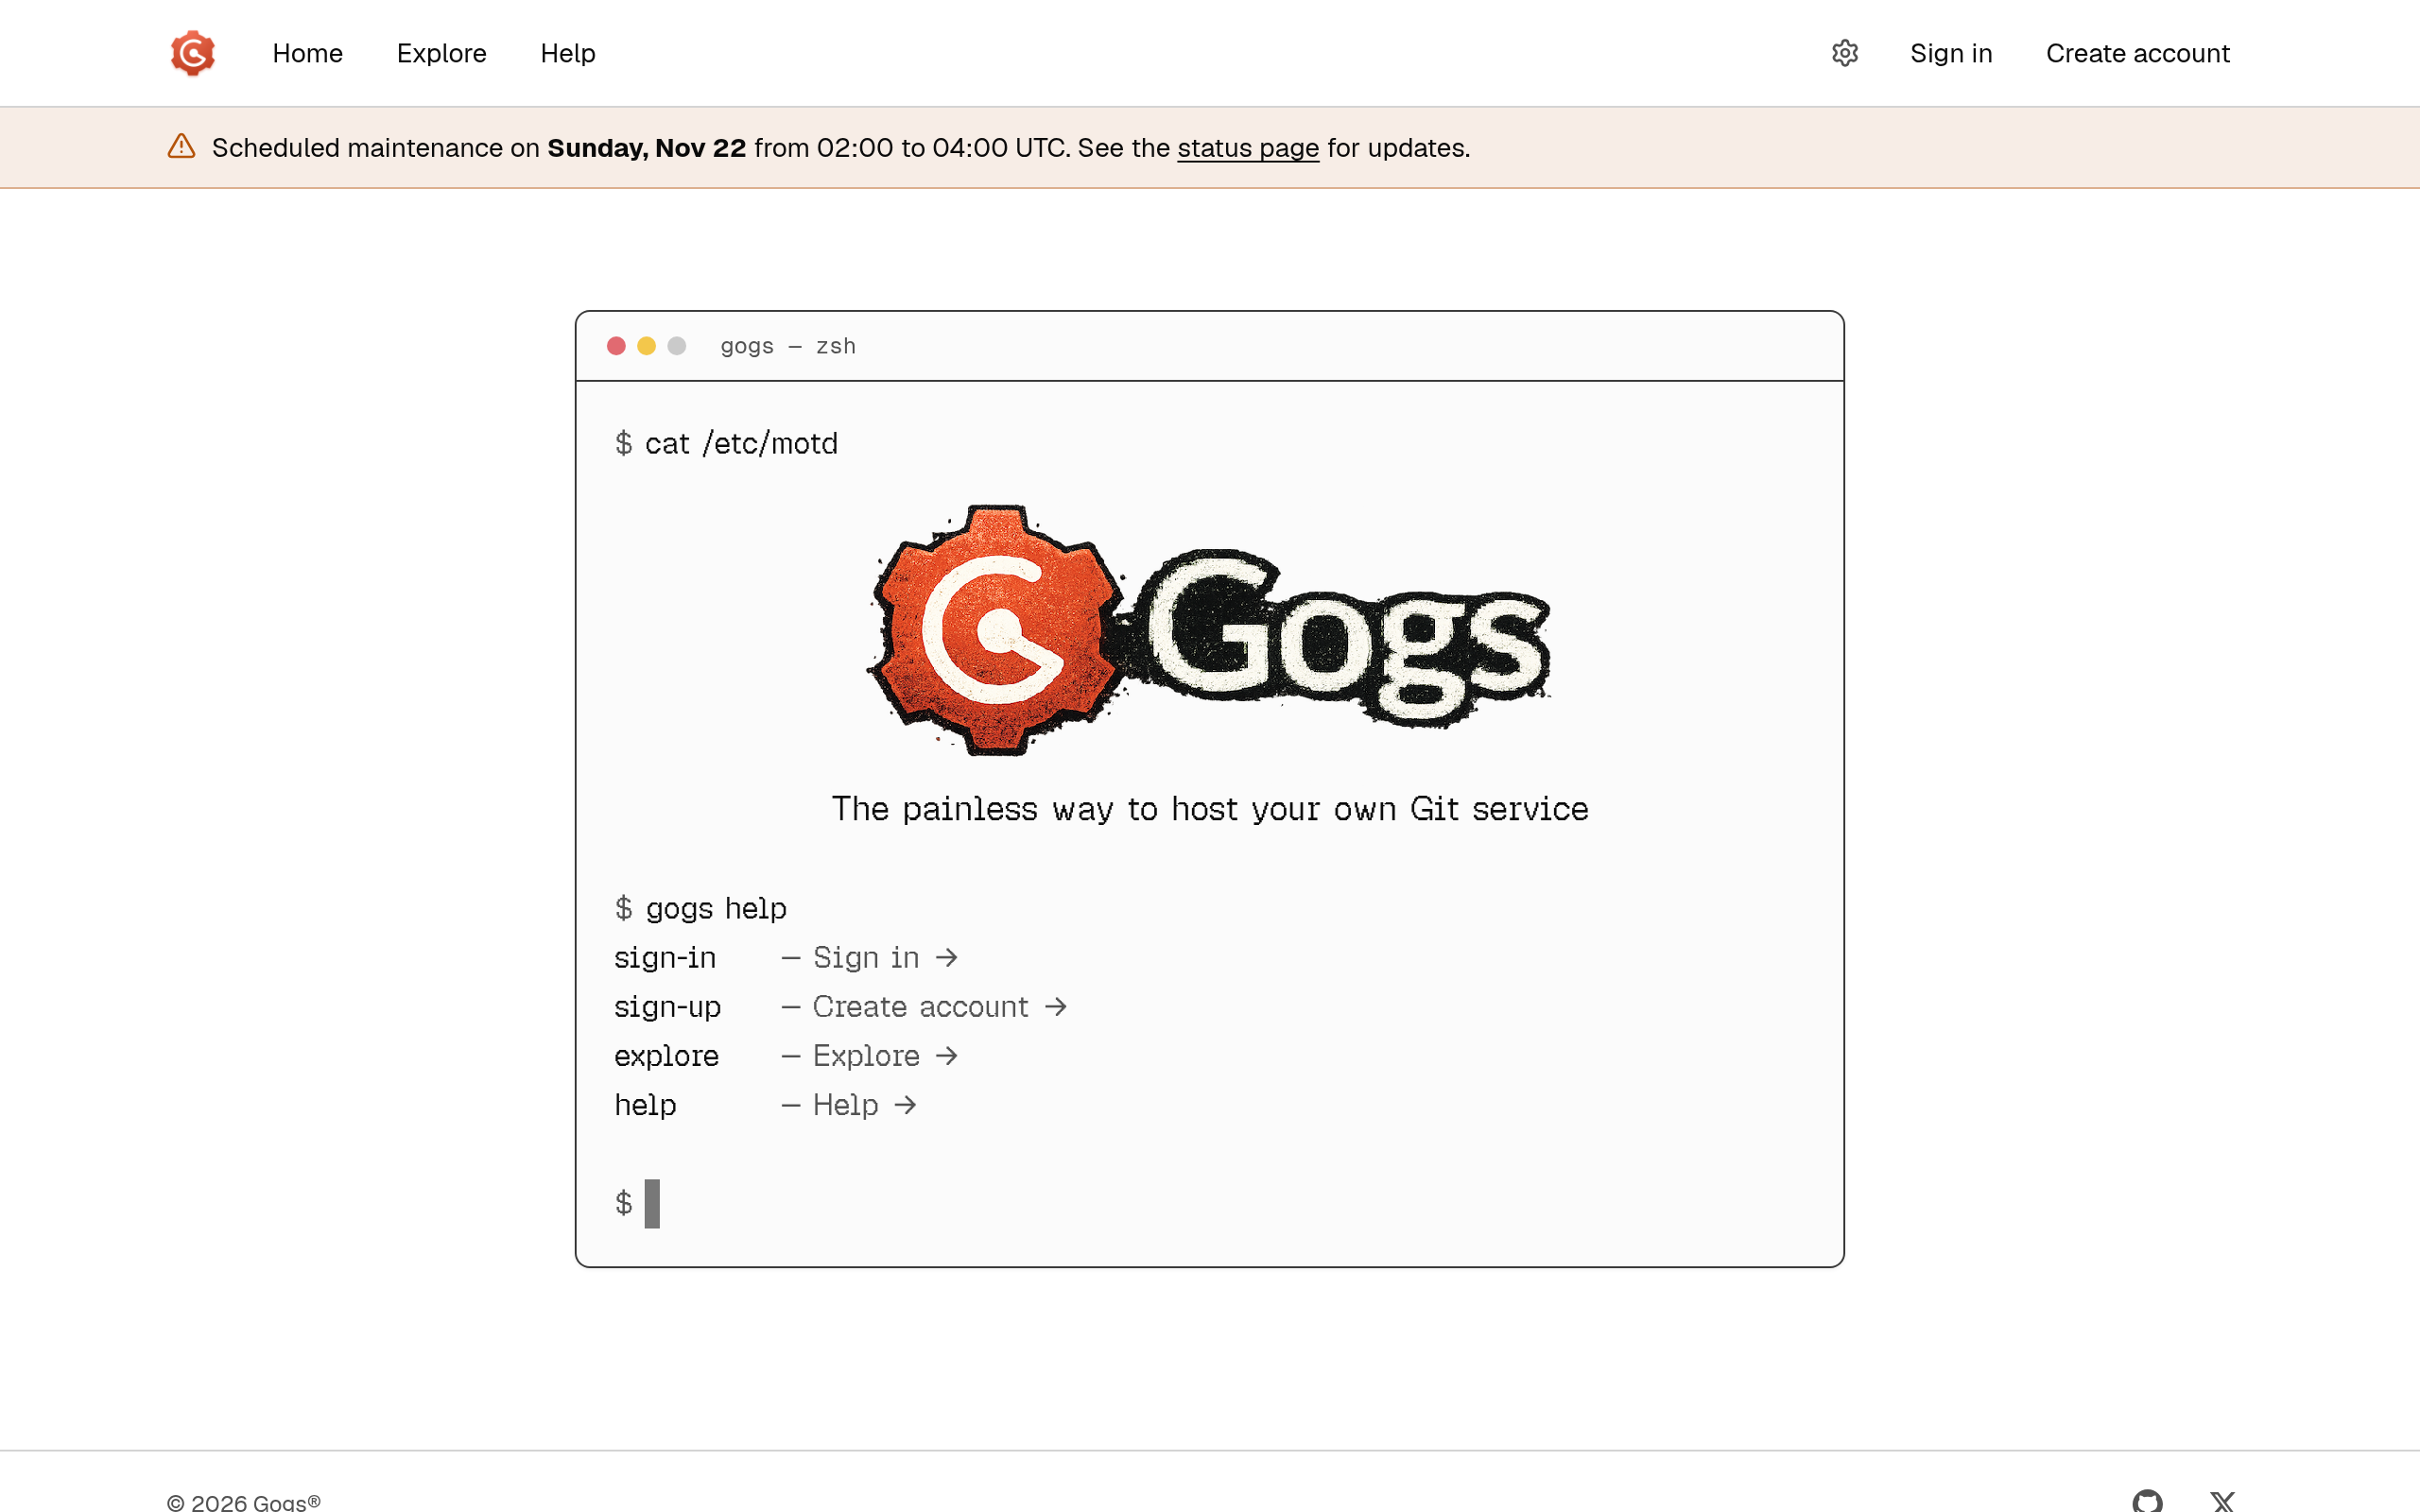 Home Explore Help Sign in Create account
Scheduled maintenance on Sunday, Nov 22 from 02:00 to 04:00 UTC. See the status page for updates.
gogs — zsh
$ cat /etc/motd
Gogs
The painless way to host your own Git service
$ gogs help
sign-in — Sign in →
sign-up — Create account →
explore — Explore →
help — Help →
$
© 2026 Gogs®